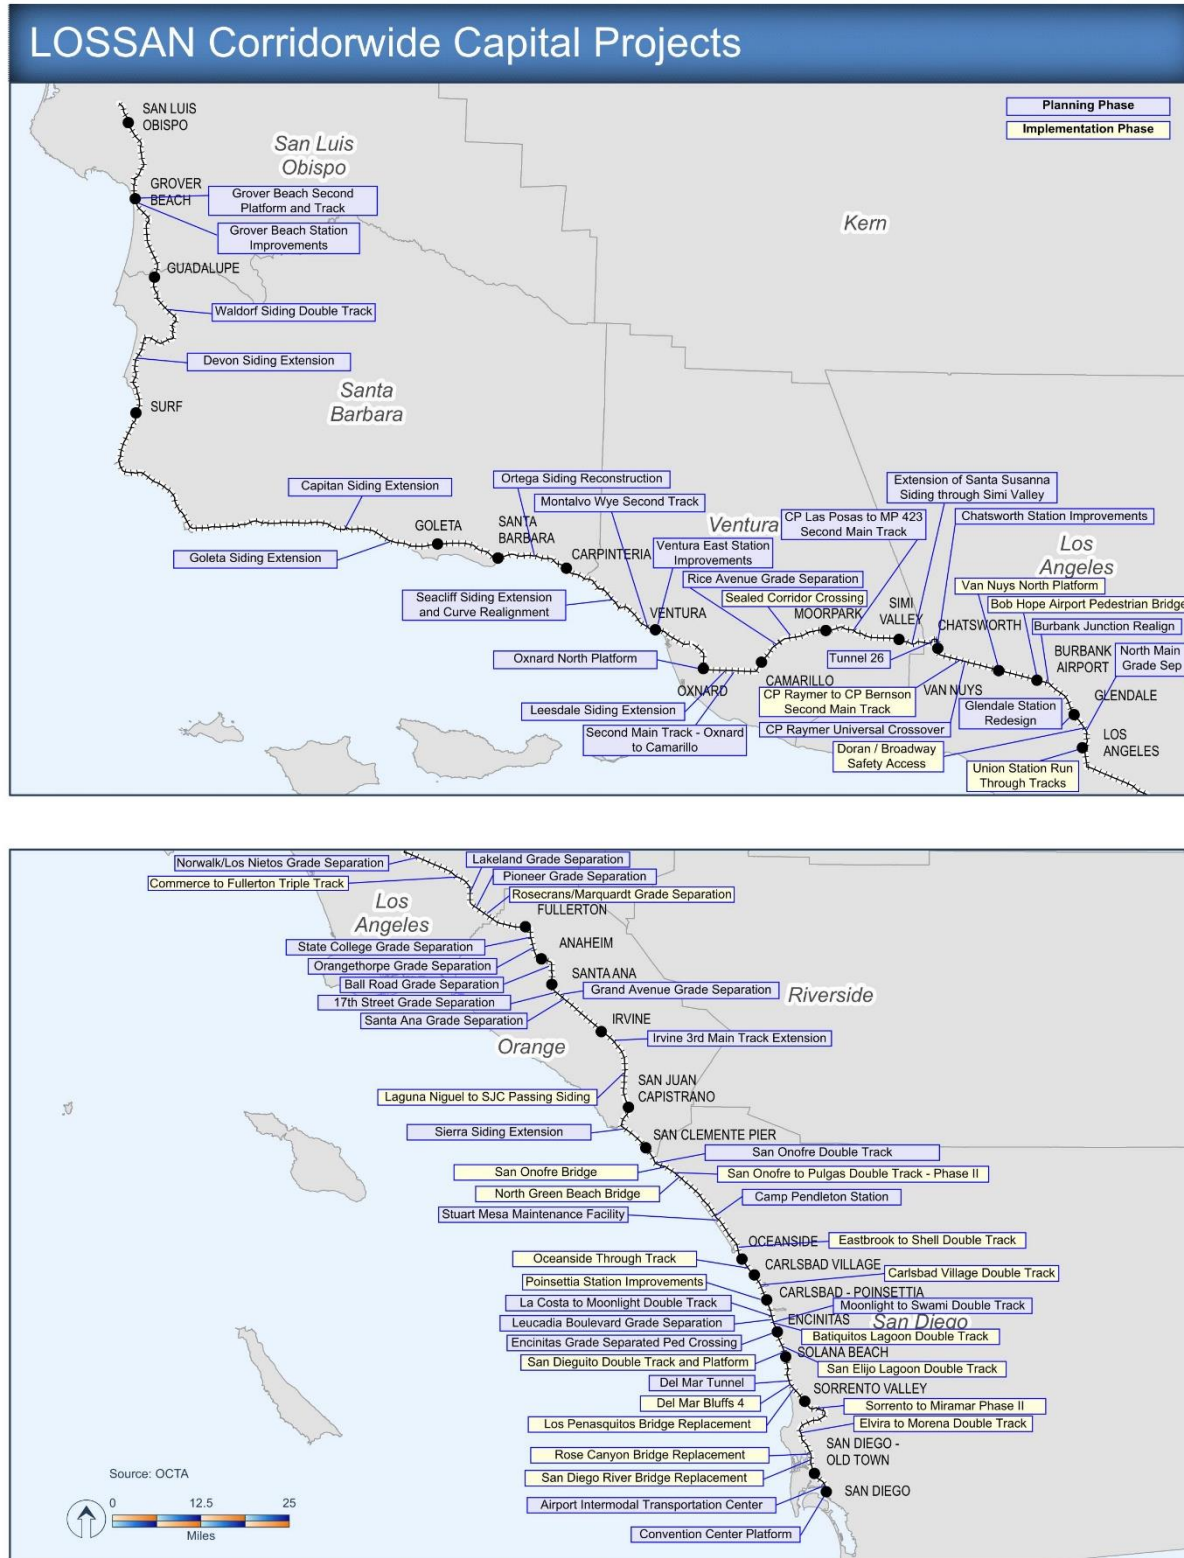 LOSSAN Corridorwide Capital Projects
Planning Phase
Implementation Phase
SAN LUIS
OBISPO
San Luis
Obispo
GROVER
BEACH
Grover Beach Second
Platform and Track
Grover Beach Station
Improvements
Kern
GUADALUPE
Waldorf Siding Double Track
Devon Siding Extension
Santa
Barbara
SURF
Capitan Siding Extension
Goleta Siding Extension
GOLETA
SANTA
BARBARA
Ortega Siding Reconstruction
Montalvo Wye Second Track
CARPINTERIA
Seacliff Siding Extension
and Curve Realignment
Ventura
Ventura East Station
Improvements
VENTURA
CP Las Posas to MP 423
Second Main Track
Rice Avenue Grade Separation
Sealed Corridor Crossing
MOORPARK
Extension of Santa Susanna
Siding through Simi Valley
Chatsworth Station Improvements
Los
Angeles
Van Nuys North Platform
Bob Hope Airport Pedestrian Bridge
SIMI
VALLEY
CHATSWORTH
Burbank Junction Realign
BURBANK
AIRPORT
North Main
Grade Sep
Tunnel 26
Oxnard North Platform
OXNARD
CAMARILLO
Leesdale Siding Extension
Second Main Track - Oxnard
to Camarillo
CP Raymer to CP Bernson
Second Main Track
VAN NUYS
CP Raymer Universal Crossover
Glendale Station
Redesign
GLENDALE
Doran / Broadway
Safety Access
LOS
ANGELES
Union Station Run
Through Tracks
Norwalk/Los Nietos Grade Separation
Lakeland Grade Separation
Commerce to Fullerton Triple Track
Pioneer Grade Separation
Rosecrans/Marquardt Grade Separation
Los
Angeles
FULLERTON
State College Grade Separation
ANAHEIM
Orangethorpe Grade Separation
Ball Road Grade Separation
SANTA ANA
17th Street Grade Separation
Grand Avenue Grade Separation
Riverside
Santa Ana Grade Separation
IRVINE
Orange
Irvine 3rd Main Track Extension
SAN JUAN
CAPISTRANO
Laguna Niguel to SJC Passing Siding
Sierra Siding Extension
SAN CLEMENTE PIER
San Onofre Double Track
San Onofre Bridge
San Onofre to Pulgas Double Track - Phase II
North Green Beach Bridge
Camp Pendleton Station
Stuart Mesa Maintenance Facility
OCEANSIDE
Eastbrook to Shell Double Track
Oceanside Through Track
CARLSBAD VILLAGE
Carlsbad Village Double Track
Poinsettia Station Improvements
CARLSBAD - POINSETTIA
La Costa to Moonlight Double Track
Moonlight to Swami Double Track
Leucadia Boulevard Grade Separation
ENCINITAS
San Diego
Encinitas Grade Separated Ped Crossing
Batiquitos Lagoon Double Track
San Dieguito Double Track and Platform
SOLANA BEACH
San Elijo Lagoon Double Track
Del Mar Tunnel
SORRENTO VALLEY
Del Mar Bluffs 4
Sorrento to Miramar Phase II
Los Penasquitos Bridge Replacement
Elvira to Morena Double Track
SAN DIEGO -
OLD TOWN
Rose Canyon Bridge Replacement
San Diego River Bridge Replacement
SAN DIEGO
Airport Intermodal Transportation Center
Convention Center Platform
Source: OCTA
0 12.5 25
Miles